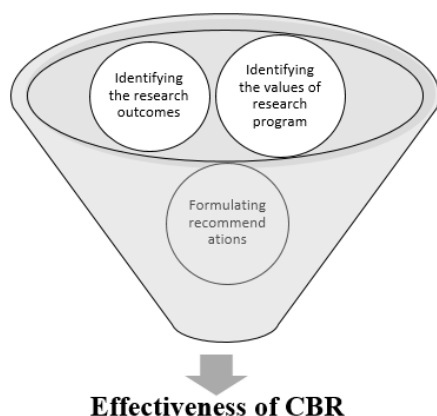 Identifying
the research
outcomes
Identifying
the values of
research
program
Formulating
recommend
ations
Effectiveness of CBR